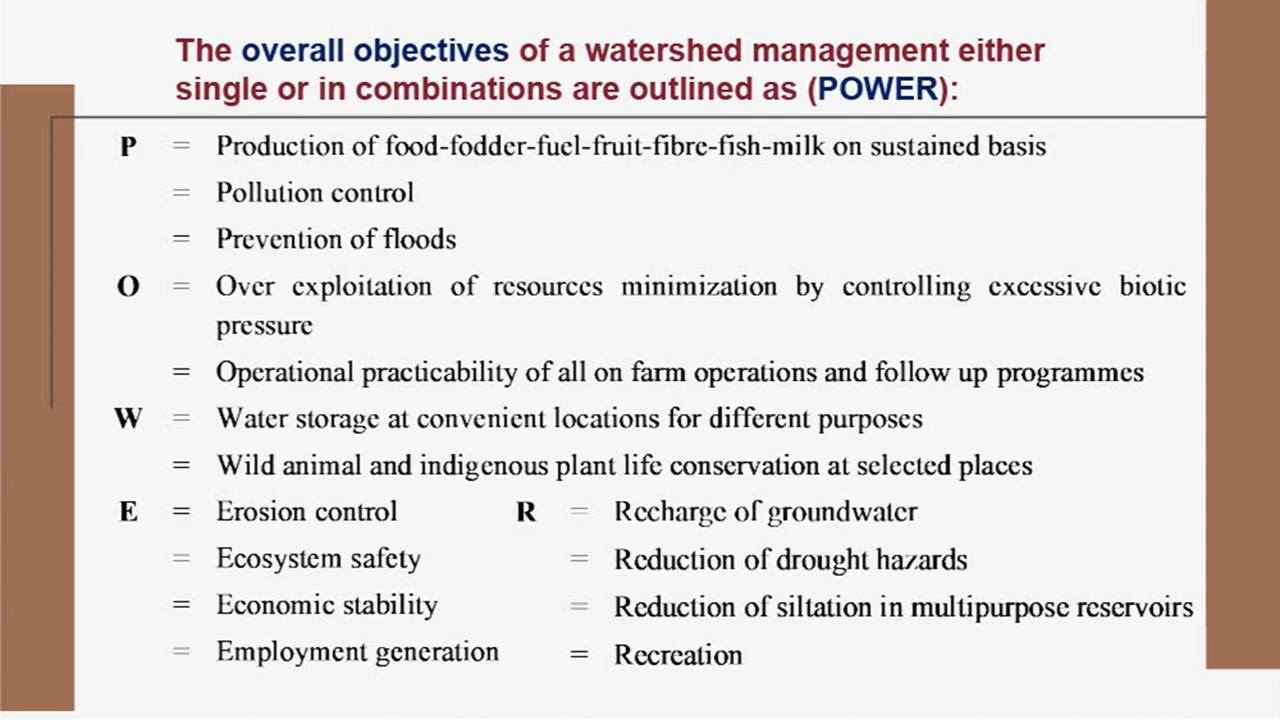 The overall objectives of a watershed management either
single or in combinations are outlined as (POWER):
P = Production of food-fodder-fuel-fruit-fibre-fish-milk on sustained basis
= Pollution control
= Prevention of floods
O = Over exploitation of resources minimization by controlling excessive biotic
pressure
= Operational practicability of all on farm operations and follow up programmes
W = Water storage at convenient locations for different purposes
= Wild animal and indigenous plant life conservation at selected places
E = Erosion control
= Ecosystem safety
= Economic stability
= Employment generation
R = Recharge of groundwater
= Reduction of drought hazards
= Reduction of siltation in multipurpose reservoirs
= Recreation